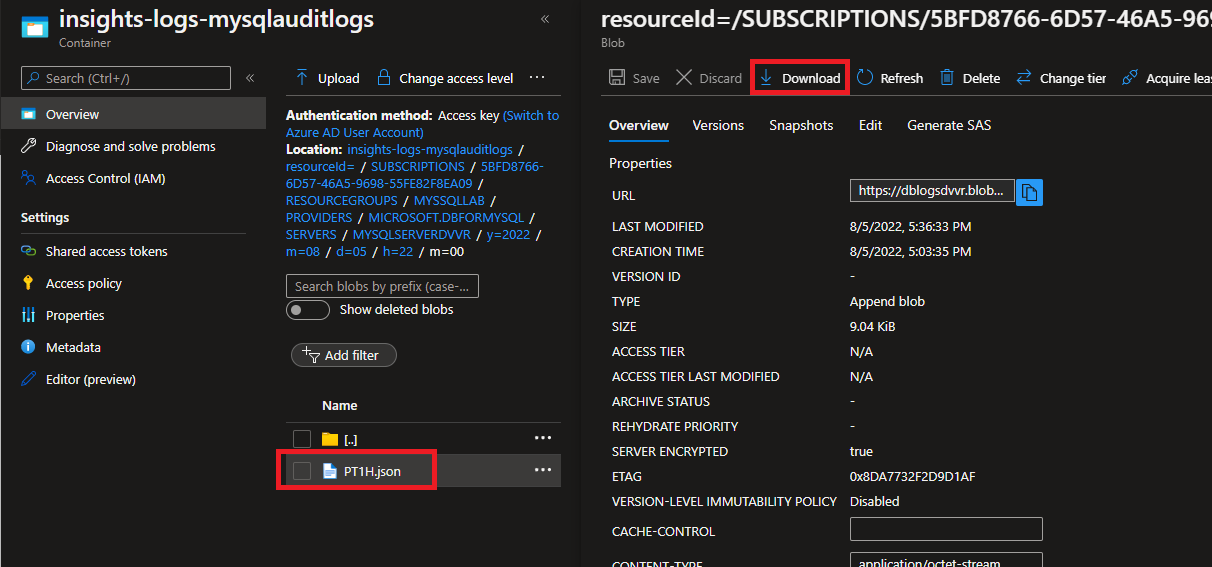 insights-logs-mysqlauditlogs
Container
Search (Ctrl+/)
Overview
Diagnose and solve problems
Access Control (IAM)
Settings
Shared access tokens
Access policy
Properties
Metadata
Editor (preview)
Upload
Change access level
Authentication method: Access key (Switch to
Azure AD User Account)
Location: insights-logs-mysqlauditlogs /
resourceId= / SUBSCRIPTIONS / 5BFD8766-
6D57-46A5-9698-55FE82F8EA09 /
RESOURCEGROUPS / MYSSQLLAB /
PROVIDERS / MICROSOFT.DBFORMYSQL /
SERVERS / MYSQLSERVERDVVR / y=2022 /
m=08 / d=05 / h=22 / m=00
Search blobs by prefix (case-...
Show deleted blobs
Add filter
Name
[..]
PT1H.json
resourceId=/SUBSCRIPTIONS/5BFD8766-6D57-46A5-969
Blob
Save
Discard
Download
Refresh
Delete
Change tier
Acquire leas
Overview
Versions
Snapshots
Edit
Generate SAS
Properties
URL
https://dblogsdvvr.blob...
LAST MODIFIED
8/5/2022, 5:36:33 PM
CREATION TIME
8/5/2022, 5:03:35 PM
VERSION ID
-
TYPE
Append blob
SIZE
9.04 KiB
ACCESS TIER
N/A
ACCESS TIER LAST MODIFIED
N/A
ARCHIVE STATUS
-
REHYDRATE PRIORITY
-
SERVER ENCRYPTED
true
ETAG
0x8DA7732F2D9D1AF
VERSION-LEVEL IMMUTABILITY POLICY
Disabled
CACHE-CONTROL
CONTENT-TYPE
application/octet-stream